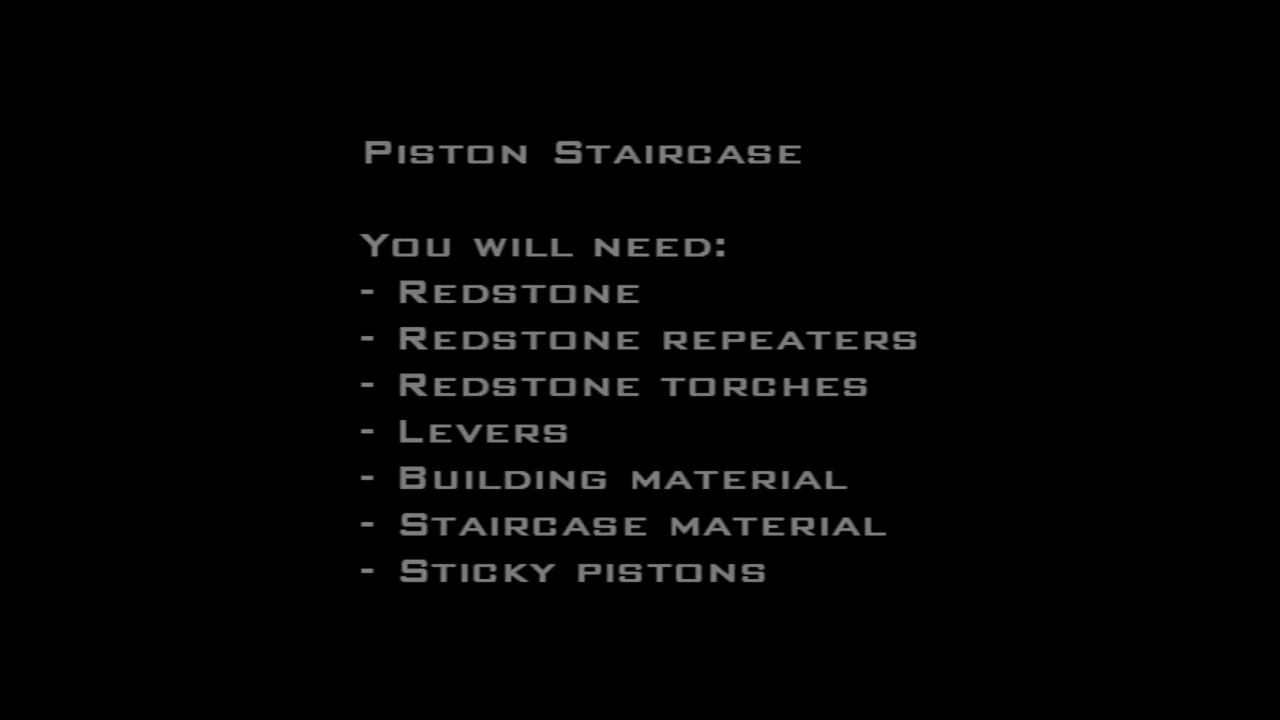 Piston Staircase
You will need:
- Redstone
- Redstone repeaters
- Redstone torches
- Levers
- Building material
- Staircase material
- Sticky pistons